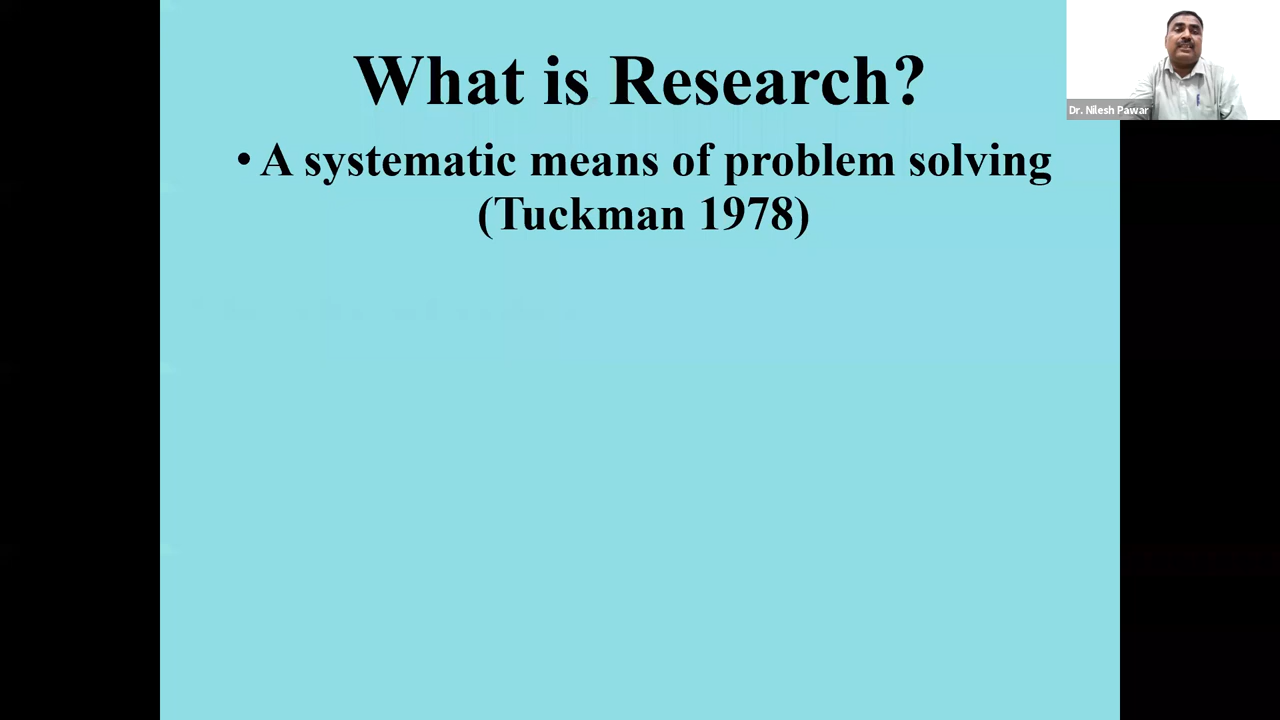 What is Research?
• A systematic means of problem solving
(Tuckman 1978)
Dr. Nilesh Pawar